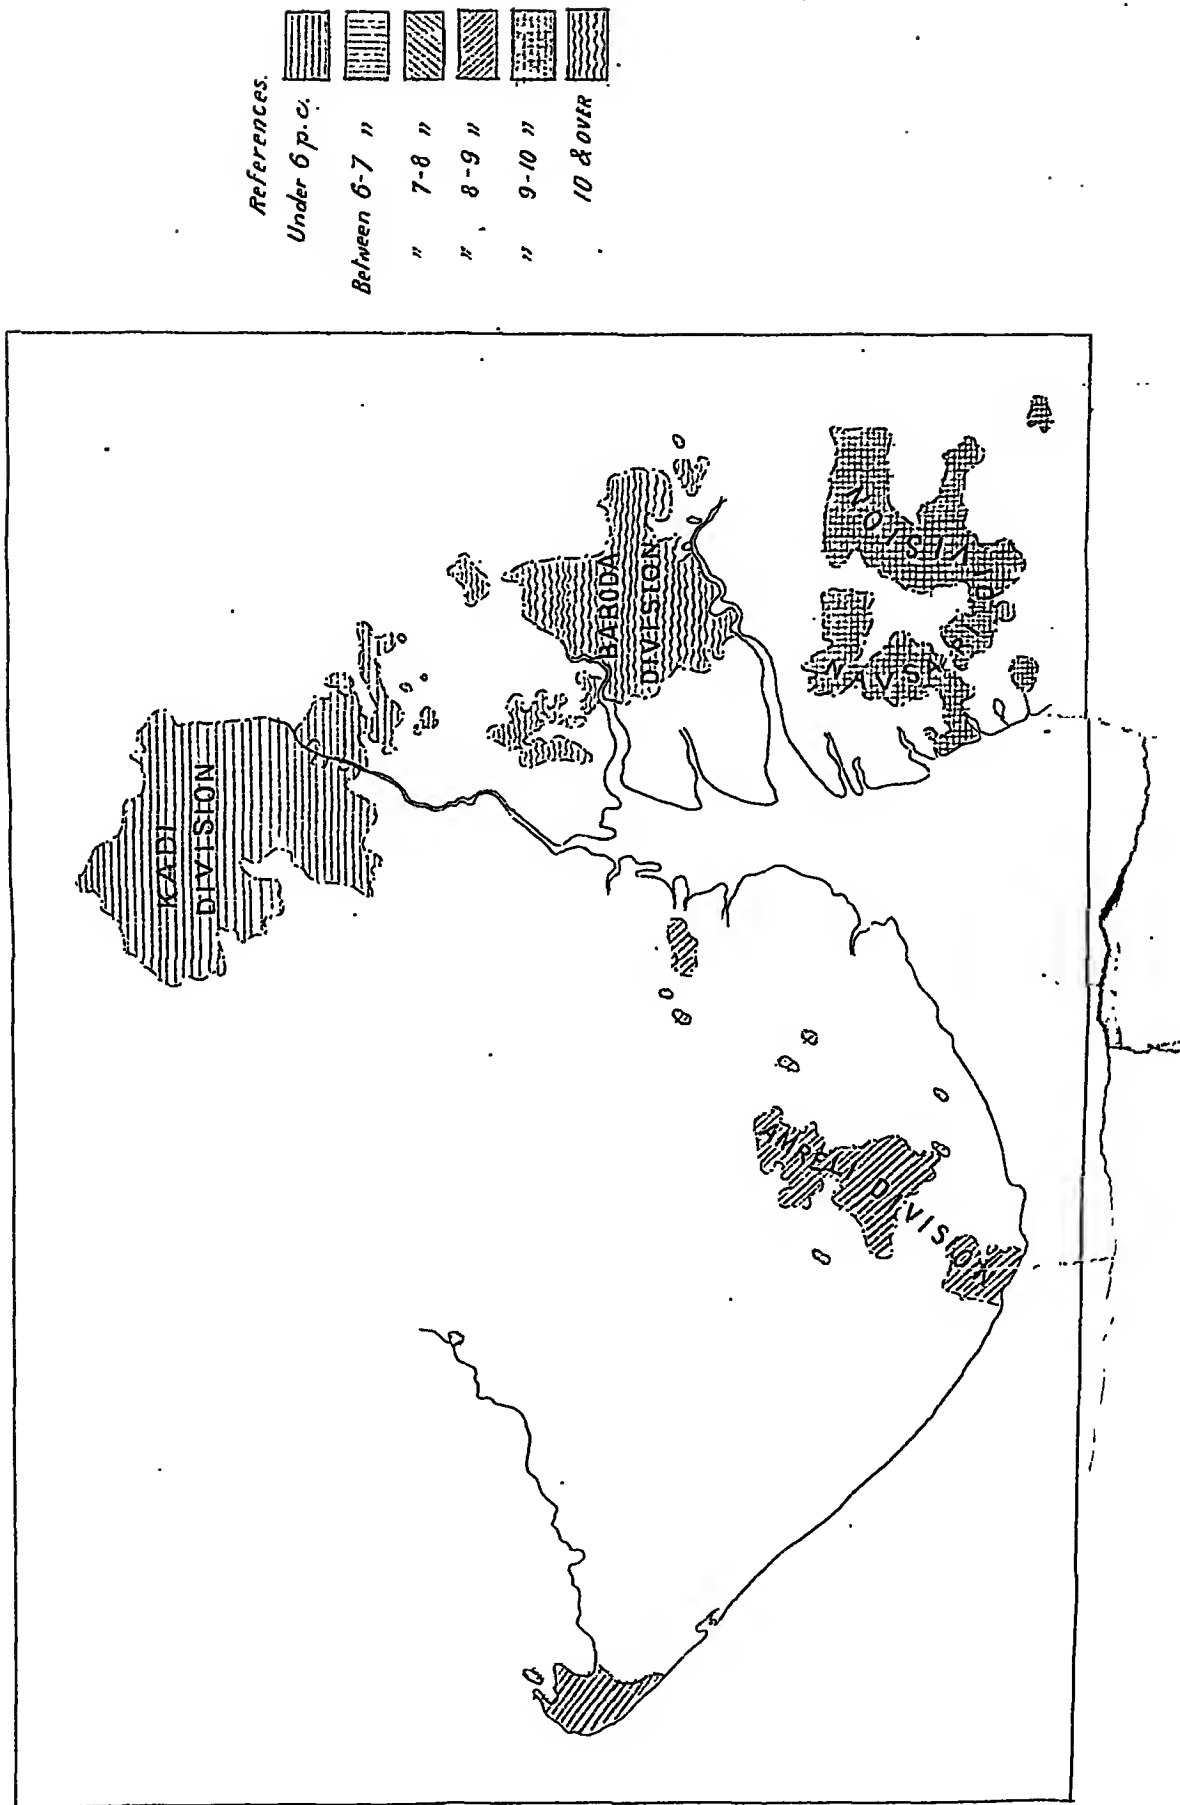 References.
Under 6 p.c.
Between 6-7 "
" 7-8 "
" 8-9 "
" 9-10 "
10 & OVER
KADI
DIVISION
BARODA
DIVISION
NAVSARI DIVISION
AMRELI DIVISION